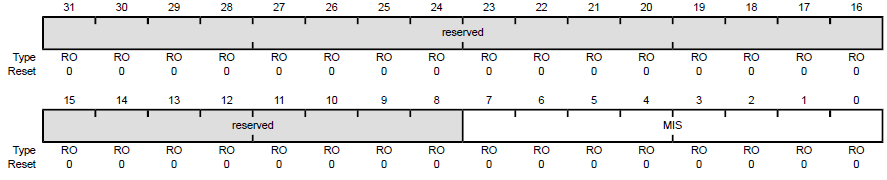 31 30 29 28 27 26 25 24 23 22 21 20 19 18 17 16
reserved
Type RO RO RO RO RO RO RO RO RO RO RO RO RO RO RO RO
Reset 0 0 0 0 0 0 0 0 0 0 0 0 0 0 0 0
15 14 13 12 11 10 9 8 7 6 5 4 3 2 1 0
reserved MIS
Type RO RO RO RO RO RO RO RO RO RO RO RO RO RO RO RO
Reset 0 0 0 0 0 0 0 0 0 0 0 0 0 0 0 0